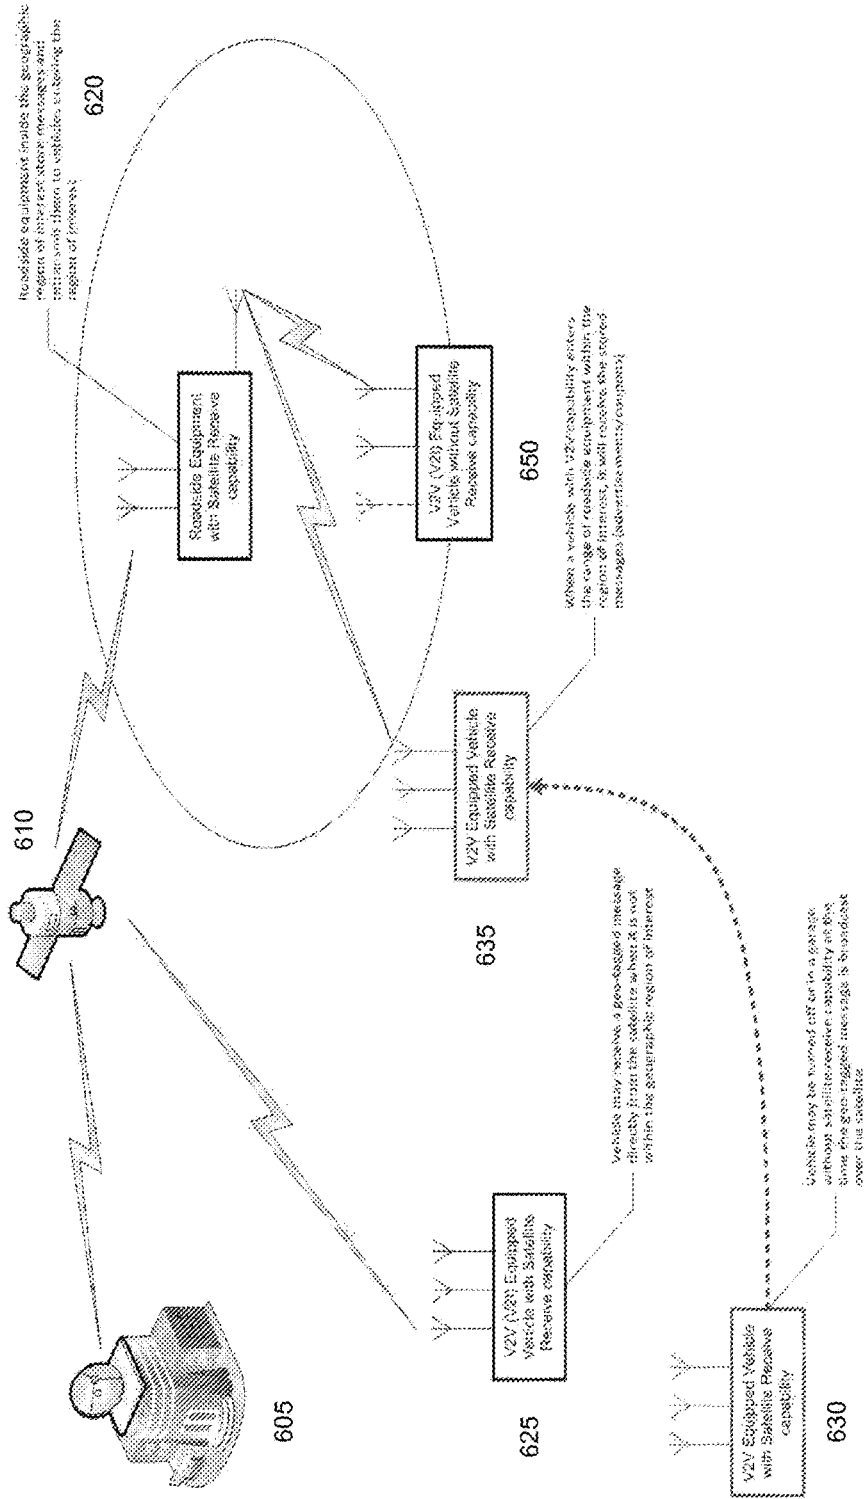 610
Roadside equipment inside the geographic
region of interest store messages and
retransmit them to vehicles entering the
region of interest
620
Roadside Equipment
with Satellite Receive
capability
605
V2V (V2I) Equipped
Vehicle without Satellite
Receive capability
650
V2V Equipped Vehicle
with Satellite Receive
capability
635
When a vehicle with V2V capability enters
the range of roadside equipment within the
region of interest, it will receive the stored
messages (advertisements/coupons)
V2V (V2I) Equipped
Vehicle with Satellite
Receive capability
625
Vehicle may receive a geo-tagged message
directly from the satellite when it is not
within the geographic region of interest
V2V Equipped Vehicle
with Satellite Receive
capability
630
Vehicle may be turned off or in a garage
without satellite receive capability at the
time the geo-tagged message is broadcast
over the satellite